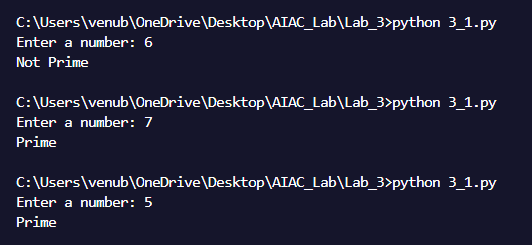 C:\Users\venub\OneDrive\Desktop\AIAC_Lab\Lab_3>python 3_1.py
Enter a number: 6
Not Prime
C:\Users\venub\OneDrive\Desktop\AIAC_Lab\Lab_3>python 3_1.py
Enter a number: 7
Prime
C:\Users\venub\OneDrive\Desktop\AIAC_Lab\Lab_3>python 3_1.py
Enter a number: 5
Prime